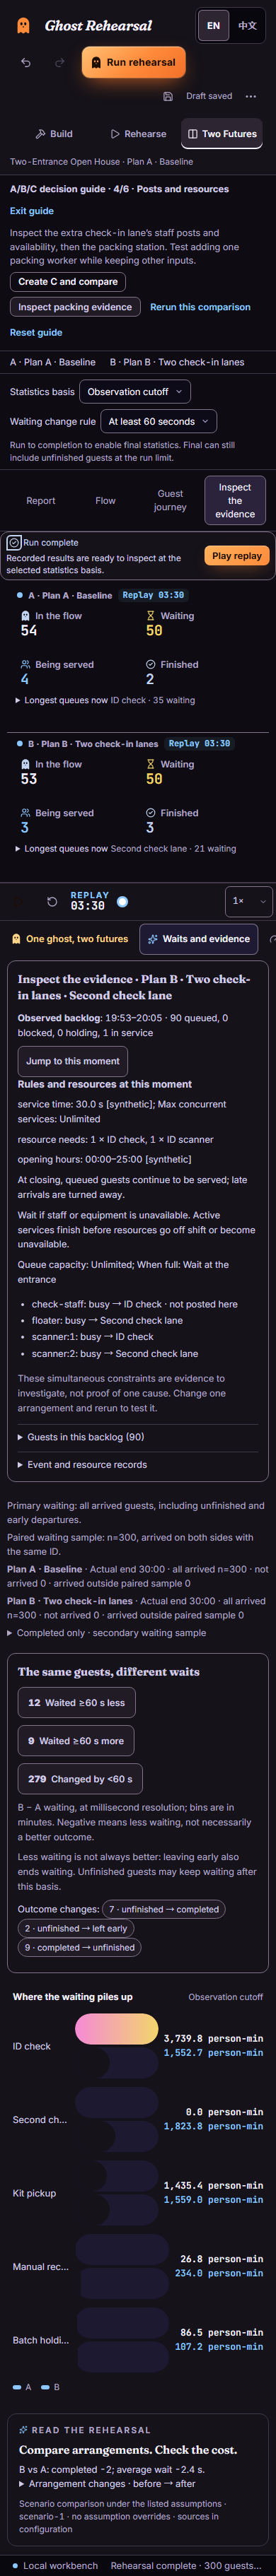 Ghost Rehearsal
EN
中文
Run rehearsal
Draft saved
Build
Rehearse
Two Futures
Two-Entrance Open House · Plan A · Baseline
A/B/C decision guide · 4/6 · Posts and resources
Exit guide
Inspect the extra check-in lane's staff posts and
availability, then the packing station. Test adding one
packing worker while keeping other inputs.
Create C and compare
Inspect packing evidence
Rerun this comparison
Reset guide
A · Plan A · Baseline
B · Plan B · Two check-in lanes
Statistics basis
Observation cutoff
Waiting change rule
At least 60 seconds
Run to completion to enable final statistics. Final can still
include unfinished guests at the run limit.
Report
Flow
Guest
journey
Inspect
the
evidence
Run complete
Recorded results are ready to inspect at the
selected statistics basis.
Play replay
A · Plan A · Baseline
Replay 03:30
In the flow
54
Waiting
50
Being served
4
Finished
2
Longest queues now ID check · 35 waiting
B · Plan B · Two check-in lanes
Replay 03:30
In the flow
53
Waiting
50
Being served
3
Finished
3
Longest queues now Second check lane · 21 waiting
REPLAY
03:30
1×
One ghost, two futures
Waits and evidence
Inspect the evidence · Plan B · Two check-
in lanes · Second check lane
Observed backlog: 19:53–20:05 · 90 queued, 0
blocked, 0 holding, 1 in service
Jump to this moment
Rules and resources at this moment
service time: 30.0 s [synthetic]; Max concurrent
services: Unlimited
resource needs: 1 × ID check, 1 × ID scanner
opening hours: 00:00–25:00 [synthetic]
At closing, queued guests continue to be served; late
arrivals are turned away.
Wait if staff or equipment is unavailable. Active
services finish before resources go off shift or become
unavailable.
Queue capacity: Unlimited; When full: Wait at the
entrance
• check-staff: busy → ID check · not posted here
• floater: busy → Second check lane
• scanner:1: busy → ID check
• scanner:2: busy → Second check lane
These simultaneous constraints are evidence to
investigate, not proof of one cause. Change one
arrangement and rerun to test it.
Guests in this backlog (90)
Event and resource records
Primary waiting: all arrived guests, including unfinished and
early departures.
Paired waiting sample: n=300, arrived on both sides with
the same ID.
Plan A · Baseline · Actual end 30:00 · all arrived n=300 · not
arrived 0 · arrived outside paired sample 0
Plan B · Two check-in lanes · Actual end 30:00 · all arrived
n=300 · not arrived 0 · arrived outside paired sample 0
Completed only · secondary waiting sample
The same guests, different waits
12 Waited ≥60 s less
9 Waited ≥60 s more
279 Changed by <60 s
B − A waiting, at millisecond resolution; bins are in
minutes. Negative means less waiting, not necessarily
a better outcome.
Less waiting is not always better: leaving early also
ends waiting. Unfinished guests may keep waiting after
this basis.
Outcome changes:
7 · unfinished → completed
2 · unfinished → left early
9 · completed → unfinished
Where the waiting piles up
Observation cutoff
ID check
3,739.8 person-min
1,552.7 person-min
Second ch...
0.0 person-min
1,823.8 person-min
Kit pickup
1,435.4 person-min
1,559.0 person-min
Manual rec...
26.8 person-min
234.0 person-min
Batch holdi...
86.5 person-min
107.2 person-min
A
B
READ THE REHEARSAL
Compare arrangements. Check the cost.
B vs A: completed -2; average wait -2.4 s.
Arrangement changes · before → after
Scenario comparison under the listed assumptions ·
scenario-1 · no assumption overrides · sources in
configuration
Local workbench
Rehearsal complete · 300 guests...